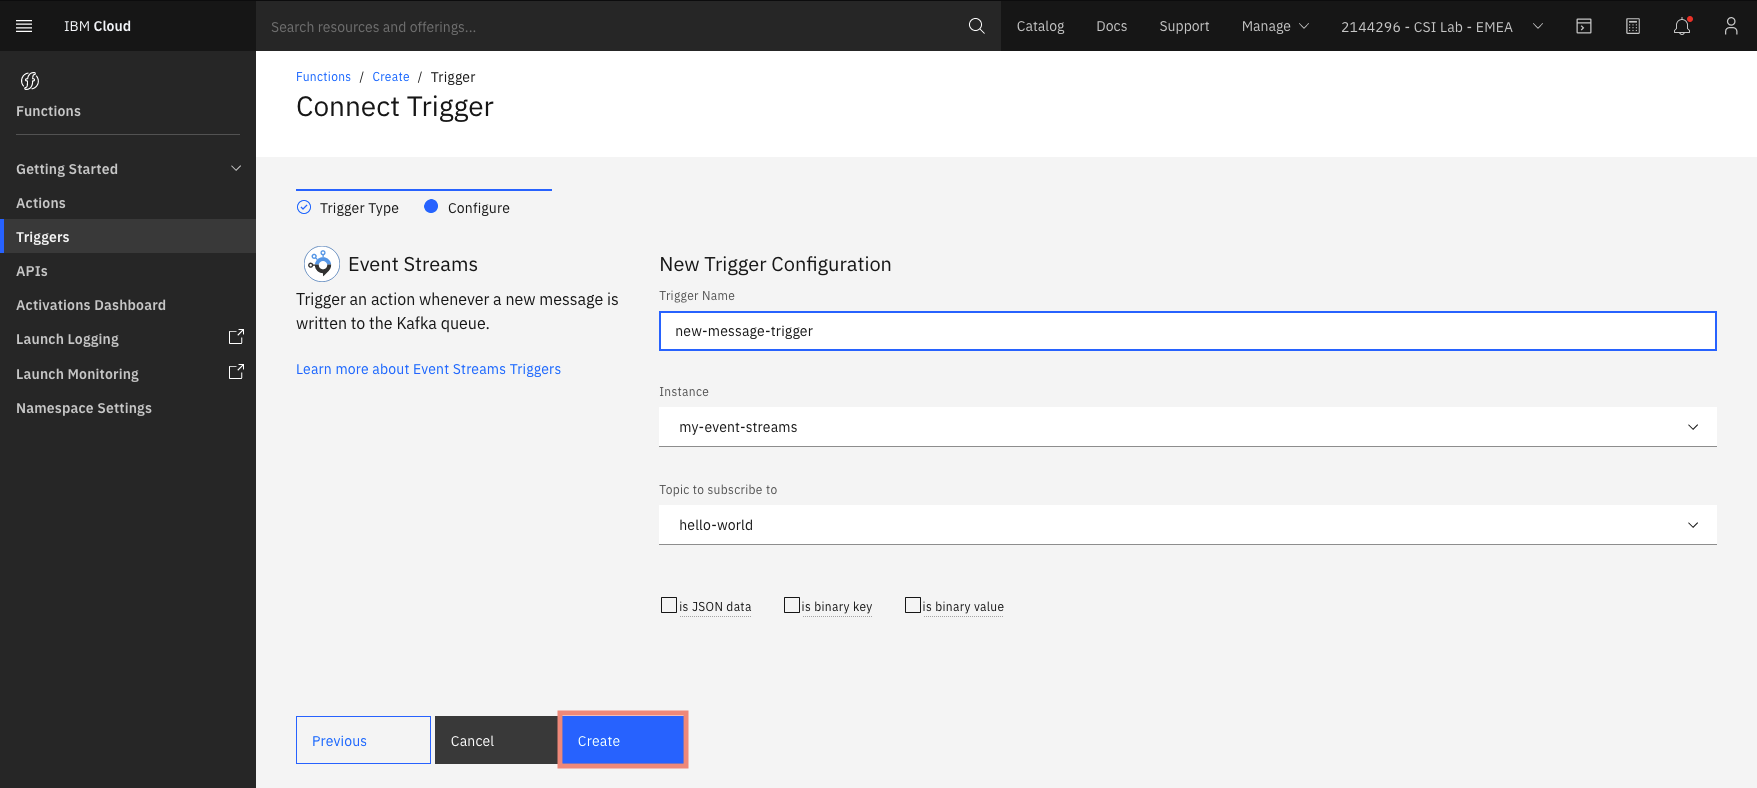 IBM Cloud
Search resources and offerings...
Catalog
Docs
Support
Manage
2144296 - CSI Lab - EMEA
Functions
Getting Started
Actions
Triggers
APIs
Activations Dashboard
Launch Logging
Launch Monitoring
Namespace Settings
Functions / Create / Trigger
Connect Trigger
Trigger Type
Configure
Event Streams
Trigger an action whenever a new message is
written to the Kafka queue.
Learn more about Event Streams Triggers
New Trigger Configuration
Trigger Name
new-message-trigger
Instance
my-event-streams
Topic to subscribe to
hello-world
is JSON data
is binary key
is binary value
Previous
Cancel
Create